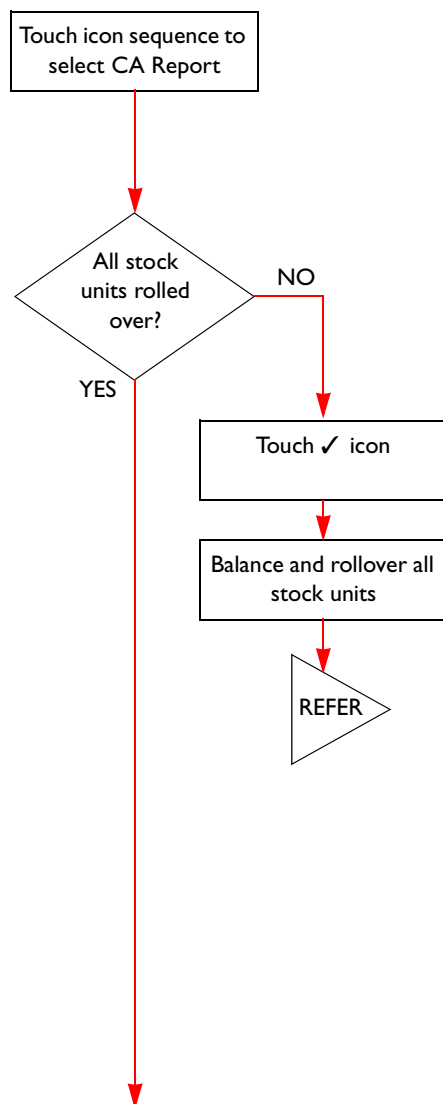 Touch icon sequence to
select CA Report
All stock
units rolled
over?
NO
YES
Touch ✓ icon
Balance and rollover all
stock units
REFER